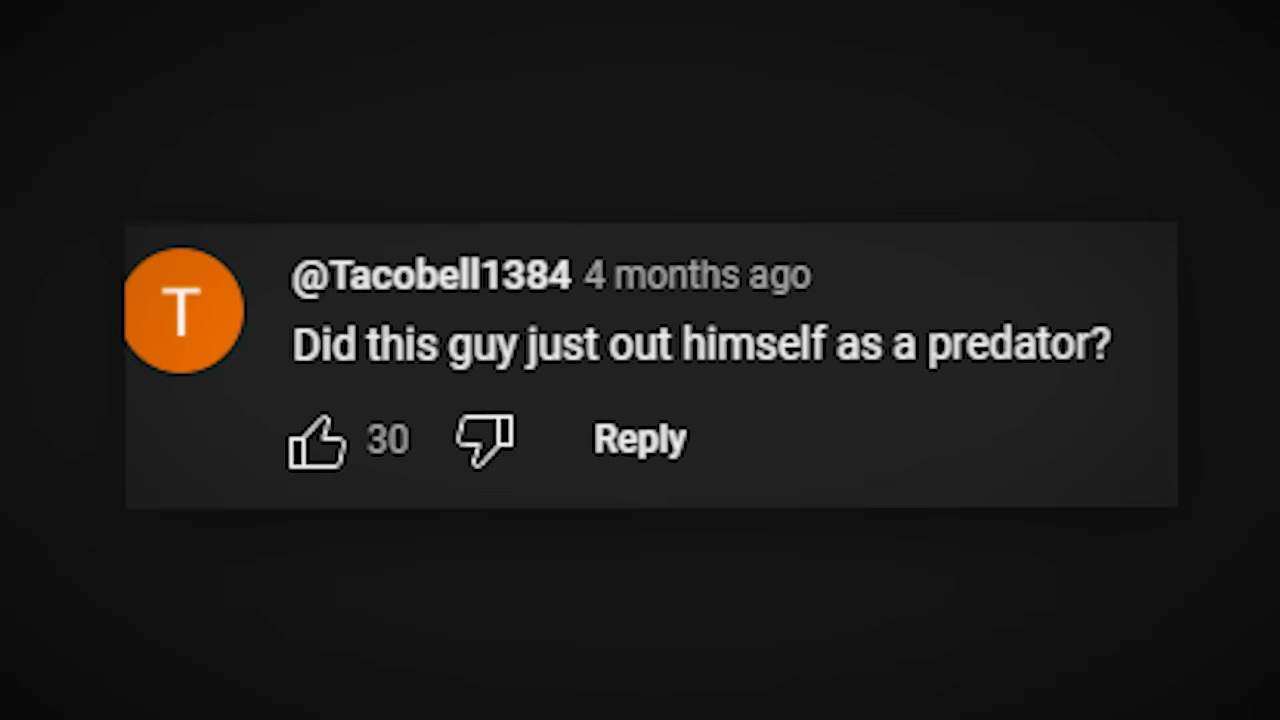 T
@Tacobell1384 4 months ago
Did this guy just out himself as a predator?
30 Reply